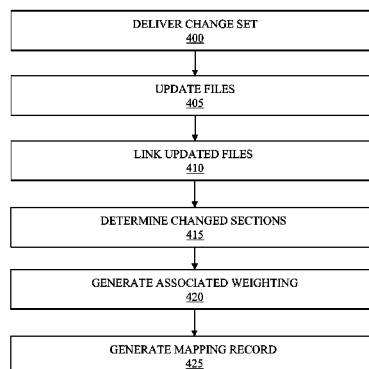 DELIVER CHANGE SET
400
UPDATE FILES
405
LINK UPDATED FILES
410
DETERMINE CHANGED SECTIONS
415
GENERATE ASSOCIATED WEIGHTING
420
GENERATE MAPPING RECORD
425